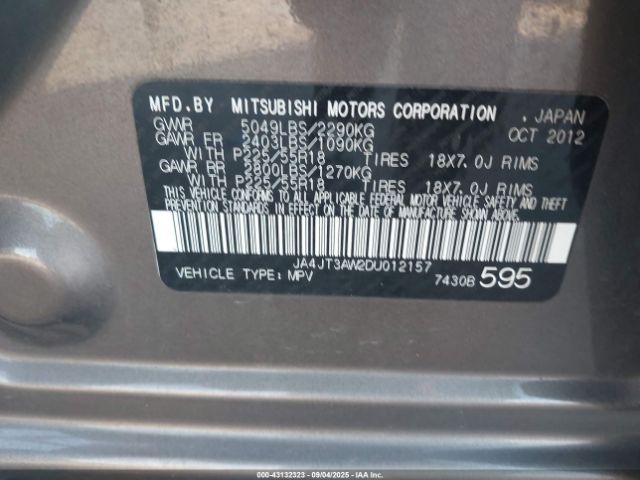 MFD.BY MITSUBISHI MOTORS CORPORATION , JAPAN
GVWR 5049LBS/2290KG OCT 2012
GAWR FR 2403LBS/1090KG
WITH P225/55R18 TIRES 18X7.0J RIMS
GAWR RR 2800LBS/1270KG
WITH P225/55R18 TIRES 18X7.0J RIMS
THIS VEHICLE CONFORMS TO ALL APPLICABLE FEDERAL MOTOR VEHICLE SAFETY AND THEFT
PREVENTION STANDARDS IN EFFECT ON THE DATE OF MANUFACTURE SHOWN ABOVE.
JA4JT3AW2DU012157
VEHICLE TYPE: MPV 7430B 595
000-43132323 - 09/04/2025 - IAAI.CA